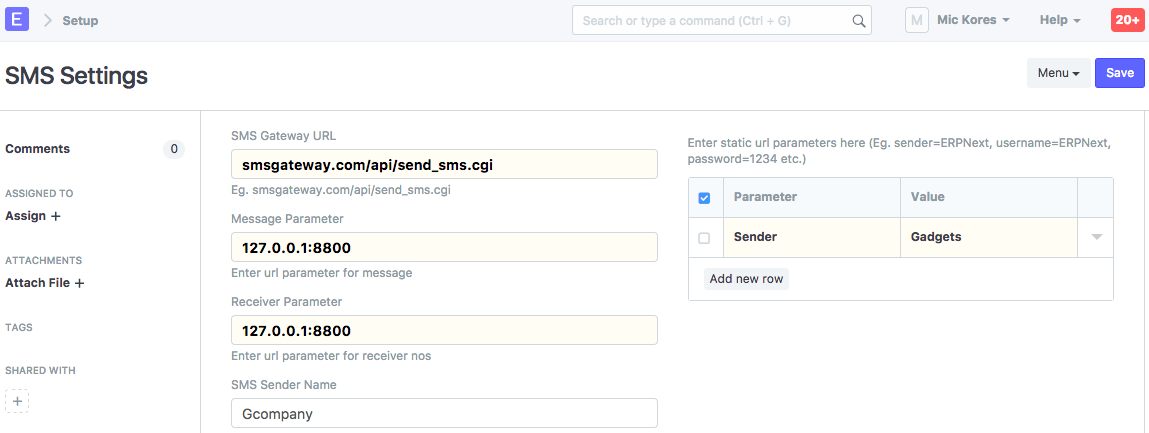 E
Setup
Search or type a command (Ctrl + G)
M
Mic Kores
Help
20+
SMS Settings
Menu
Save
Comments
0
ASSIGNED TO
Assign +
ATTACHMENTS
Attach File +
TAGS
SHARED WITH
+
SMS Gateway URL
smsgateway.com/api/send_sms.cgi
Eg. smsgateway.com/api/send_sms.cgi
Message Parameter
127.0.0.1:8800
Enter url parameter for message
Receiver Parameter
127.0.0.1:8800
Enter url parameter for receiver nos
SMS Sender Name
Gcompany
Enter static url parameters here (Eg. sender=ERPNext, username=ERPNext,
password=1234 etc.)
Parameter Value
Sender Gadgets
Add new row